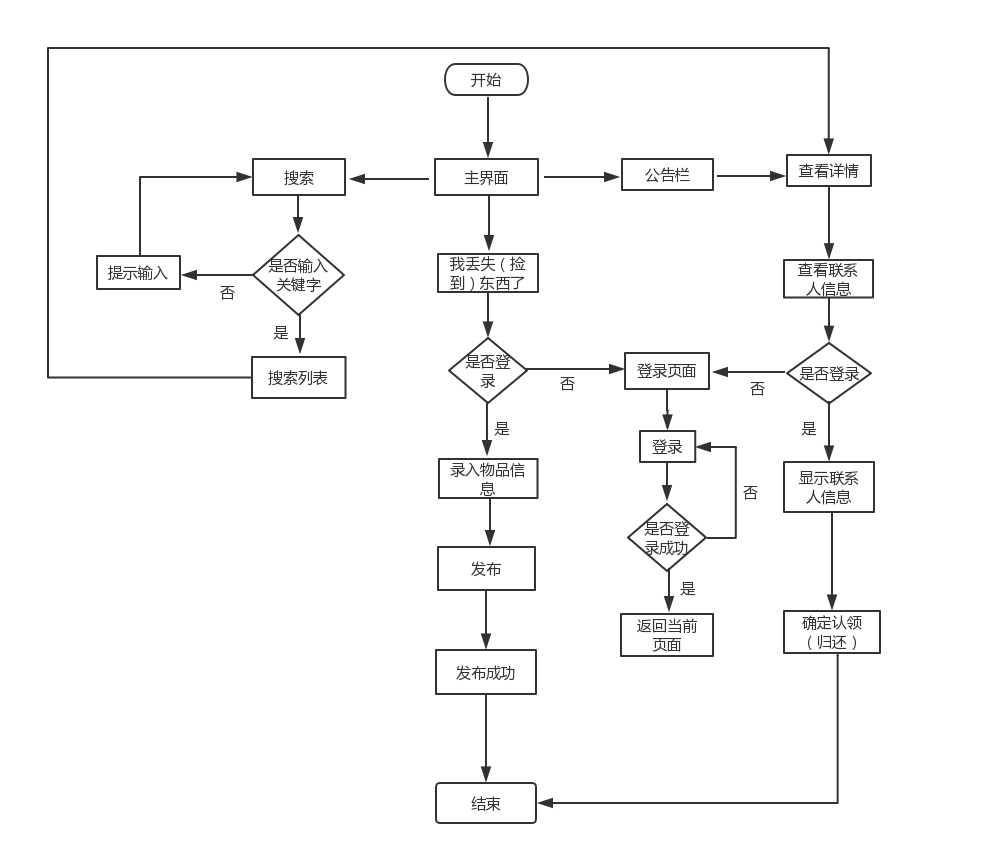 开始
搜索
主界面
公告栏
查看详情
提示输入
是否输入
关键字
否
是
搜索列表
我丢失（捡
到）东西了
查看联系
人信息
是否登
录
否
是
登录页面
否
是否登录
是
登录
录入物品信
息
显示联系
人信息
否
是否登
录成功
是
发布
返回当前
页面
确定认领
（归还）
发布成功
结束